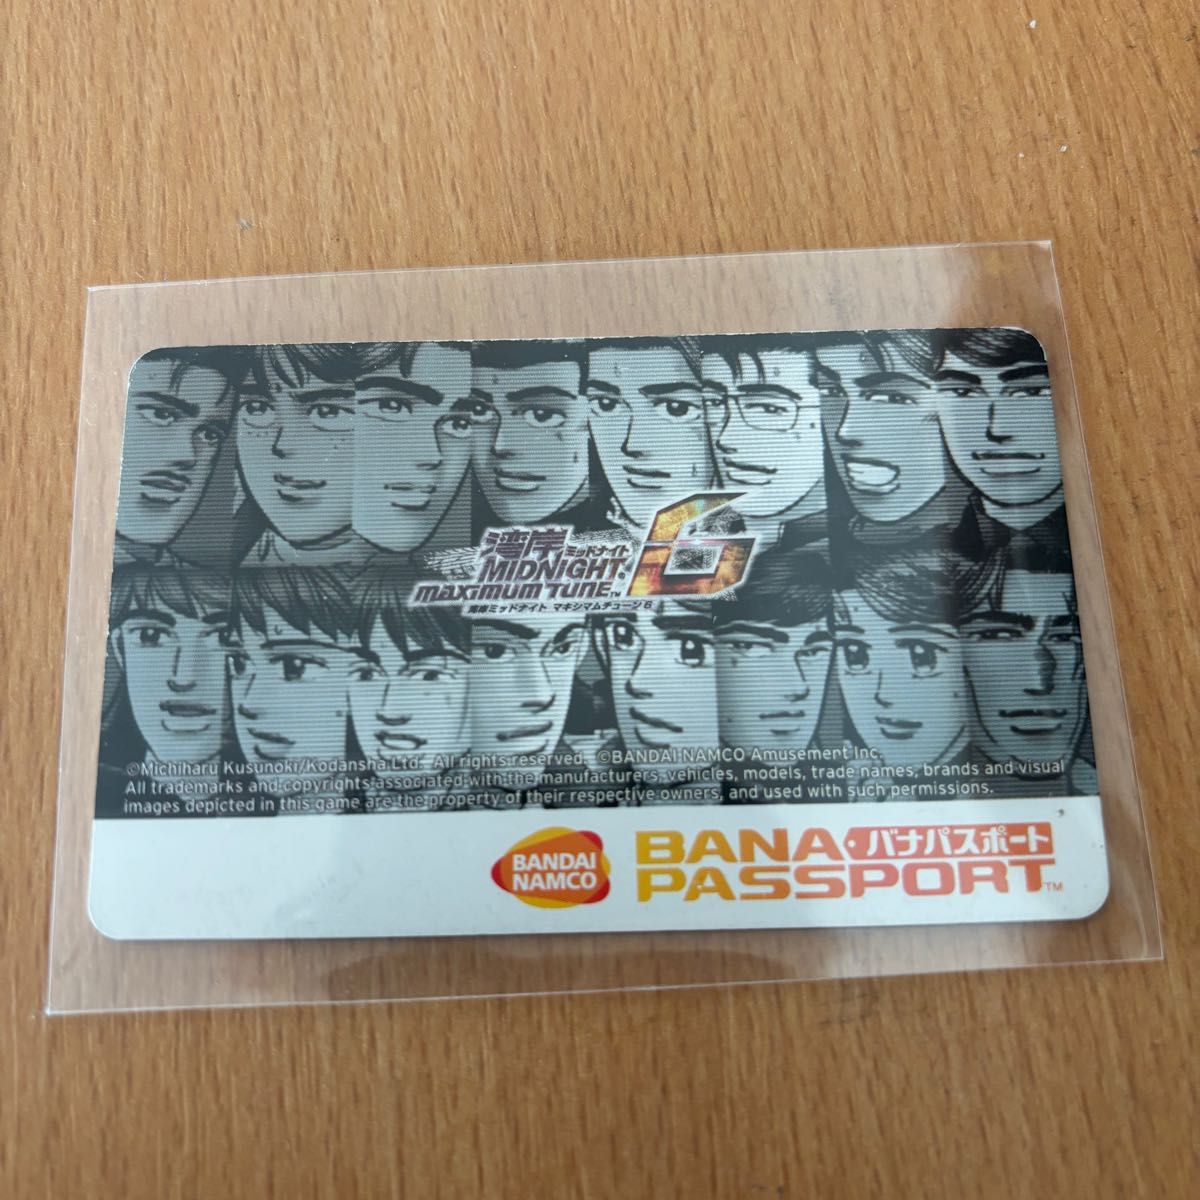 湾岸ミッドナイト
MIDNIGHT
MAXIMUM TUNE™ 6
湾岸ミッドナイト マキシマムチューン6
©Michiharu Kusunoki/Kodansha Ltd. All rights reserved. ©BANDAI NAMCO Amusement Inc.
All trademarks and copyrights associated with the manufacturers, vehicles, models, trade names, brands and visual
images depicted in this game are the property of their respective owners, and used with such permissions.
BANDAI
NAMCO
BANA バナパスポート
PASSPORT™